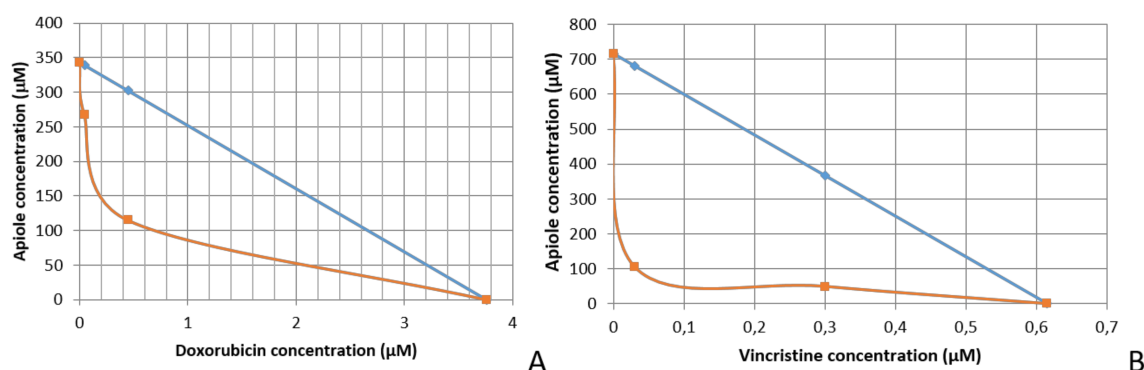 400
350
300
250
200
150
100
50
0
Apiole concentration (µM)
0 1 2 3 4
Doxorubicin concentration (µM)
A
800
700
600
500
400
300
200
100
0
Apiole concentration (µM)
0 0,1 0,2 0,3 0,4 0,5 0,6 0,7
Vincristine concentration (µM)
B